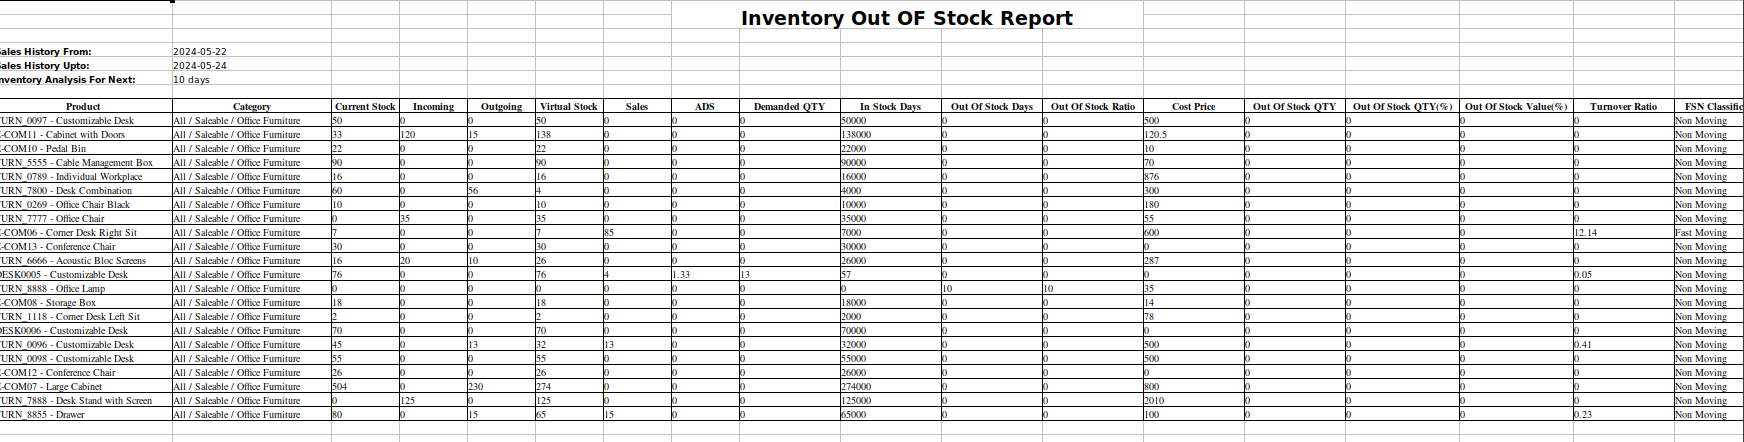 Inventory Out OF Stock Report
ales History From: 2024-05-22
ales History Upto: 2024-05-24
nventory Analysis For Next: 10 days
Product Category Current Stock Incoming Outgoing Virtual Stock Sales ADS Demanded QTY In Stock Days Out Of Stock Days Out Of Stock Ratio Cost Price Out Of Stock QTY Out Of Stock QTY(%) Out Of Stock Value(%) Turnover Ratio FSN Classific
URN_0097 - Customizable Desk All / Saleable / Office Furniture 50 0 0 50 0 0 0 50000 0 0 500 0 0 0 0 Non Moving
-COM11 - Cabinet with Doors All / Saleable / Office Furniture 33 120 15 138 0 0 0 138000 0 0 120.5 0 0 0 0 Non Moving
-COM10 - Pedal Bin All / Saleable / Office Furniture 22 0 0 22 0 0 0 22000 0 0 10 0 0 0 0 Non Moving
URN_5555 - Cable Management Box All / Saleable / Office Furniture 90 0 0 90 0 0 0 90000 0 0 70 0 0 0 0 Non Moving
URN_0789 - Individual Workplace All / Saleable / Office Furniture 16 0 0 16 0 0 0 16000 0 0 876 0 0 0 0 Non Moving
URN_7800 - Desk Combination All / Saleable / Office Furniture 60 0 56 4 0 0 0 4000 0 0 300 0 0 0 0 Non Moving
URN_0269 - Office Chair Black All / Saleable / Office Furniture 10 0 0 10 0 0 0 10000 0 0 180 0 0 0 0 Non Moving
URN_7777 - Office Chair All / Saleable / Office Furniture 0 35 0 35 0 0 0 35000 0 0 55 0 0 0 0 Non Moving
-COM06 - Corner Desk Right Sit All / Saleable / Office Furniture 7 0 0 7 85 0 0 7000 0 0 600 0 0 0 12.14 Fast Moving
-COM13 - Conference Chair All / Saleable / Office Furniture 30 0 0 30 0 0 0 30000 0 0 0 0 0 0 0 Non Moving
URN_6666 - Acoustic Bloc Screens All / Saleable / Office Furniture 16 20 10 26 0 0 0 26000 0 0 287 0 0 0 0 Non Moving
DESK0005 - Customizable Desk All / Saleable / Office Furniture 76 0 0 76 4 1.33 13 57 0 0 0 0 0 0 0.05 Non Moving
URN_8888 - Office Lamp All / Saleable / Office Furniture 0 0 0 0 0 0 0 0 10 10 35 0 0 0 0 Non Moving
-COM08 - Storage Box All / Saleable / Office Furniture 18 0 0 18 0 0 0 18000 0 0 14 0 0 0 0 Non Moving
URN_1118 - Corner Desk Left Sit All / Saleable / Office Furniture 2 0 0 2 0 0 0 2000 0 0 78 0 0 0 0 Non Moving
DESK0006 - Customizable Desk All / Saleable / Office Furniture 70 0 0 70 0 0 0 70000 0 0 0 0 0 0 0 Non Moving
URN_0096 - Customizable Desk All / Saleable / Office Furniture 45 0 13 32 13 0 0 32000 0 0 500 0 0 0 0.41 Non Moving
URN_0098 - Customizable Desk All / Saleable / Office Furniture 55 0 0 55 0 0 0 55000 0 0 500 0 0 0 0 Non Moving
-COM12 - Conference Chair All / Saleable / Office Furniture 26 0 0 26 0 0 0 26000 0 0 0 0 0 0 0 Non Moving
-COM07 - Large Cabinet All / Saleable / Office Furniture 504 0 230 274 0 0 0 274000 0 0 800 0 0 0 0 Non Moving
URN_7888 - Desk Stand with Screen All / Saleable / Office Furniture 0 125 0 125 0 0 0 125000 0 0 2010 0 0 0 0 Non Moving
URN_8855 - Drawer All / Saleable / Office Furniture 80 0 15 65 15 0 0 65000 0 0 100 0 0 0 0.23 Non Moving